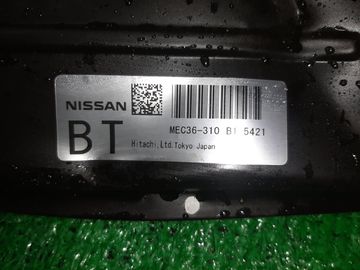 NISSAN
BT
MEC36-310 B1 5421
Hitachi,Ltd.Tokyo Japan